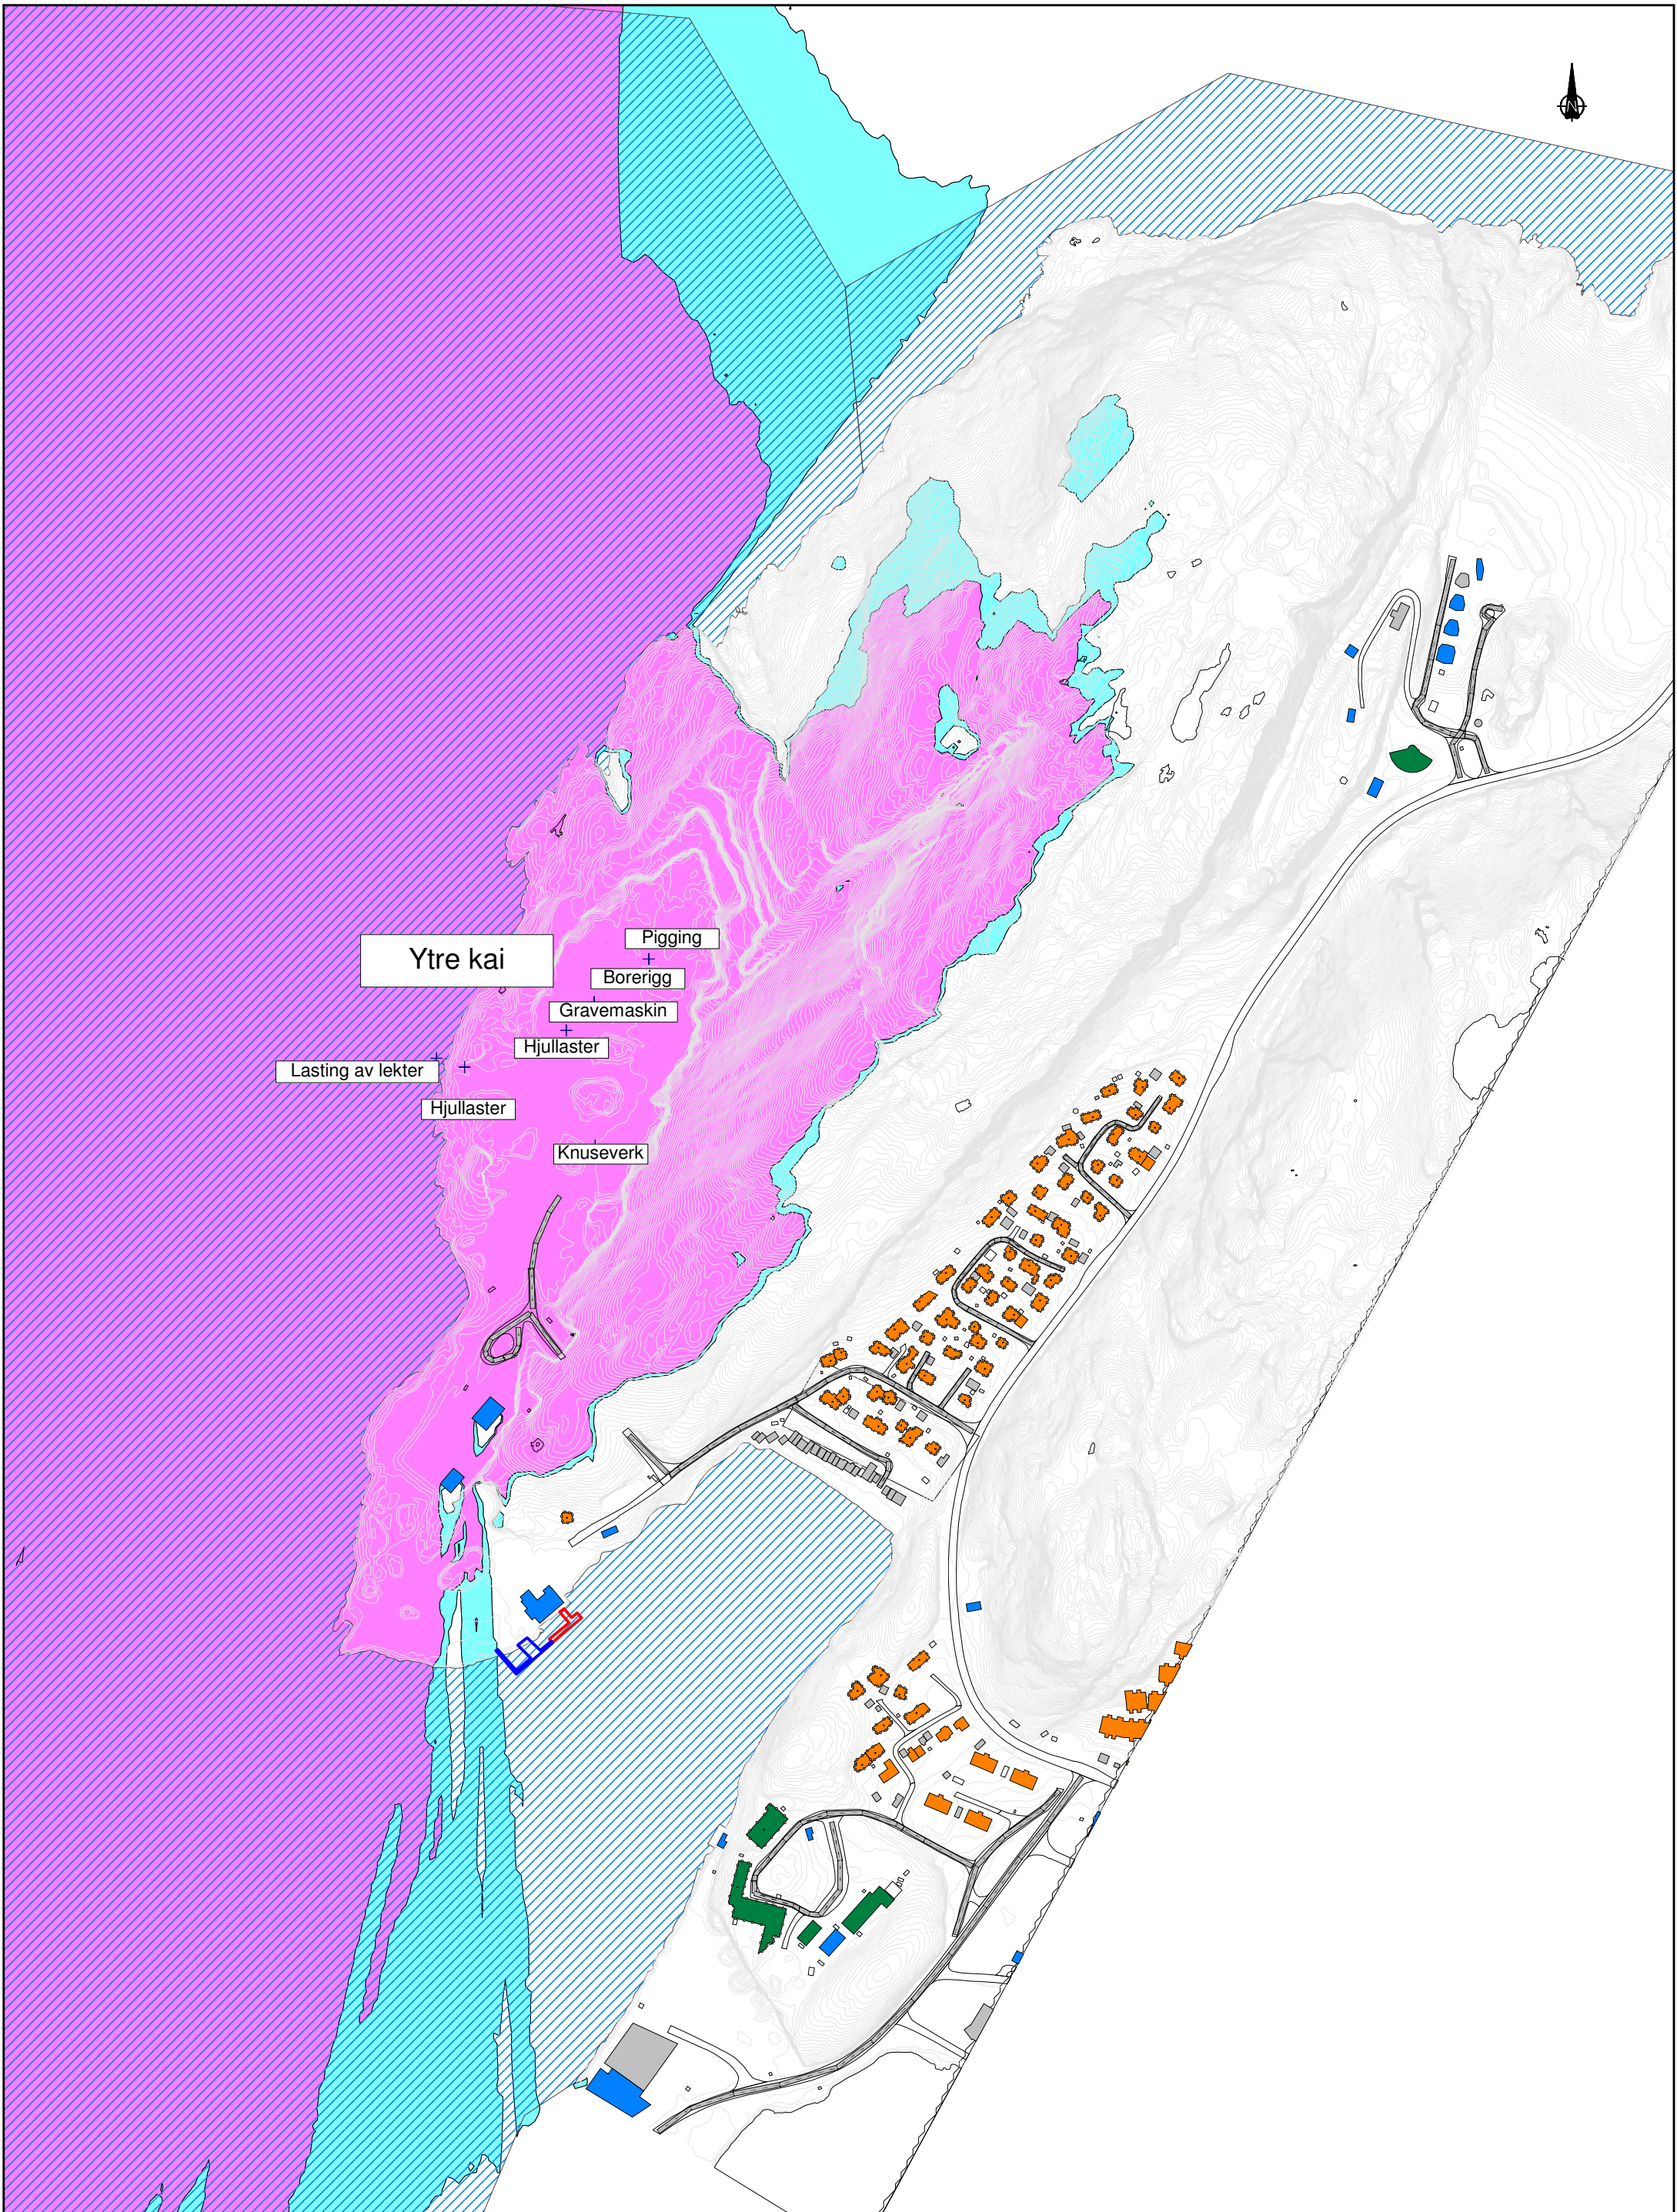 N
Pigging
Ytre kai
Borerigg
Gravemaskin
Hjullaster
Lasting av lekter
Hjullaster
Knuseverk